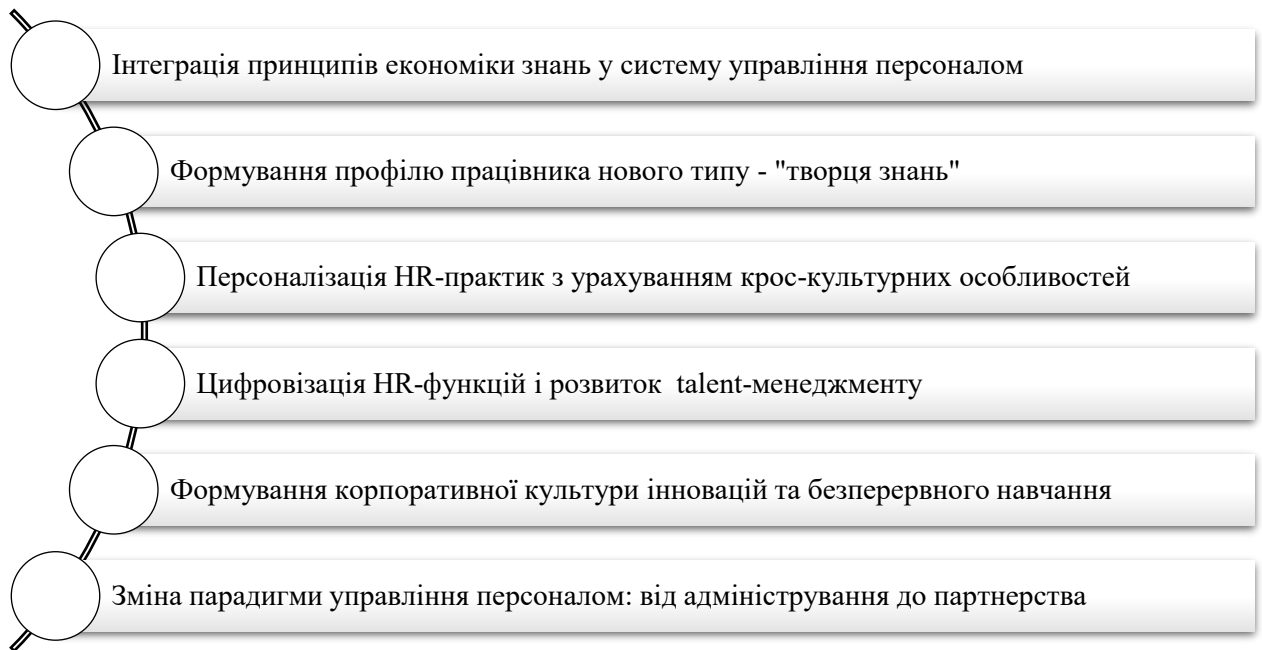 Інтеграція принципів економіки знань у систему управління персоналом
Формування профілю працівника нового типу - "творця знань"
Персоналізація HR-практик з урахуванням крос-культурних особливостей
Цифровізація HR-функцій і розвиток  talent-менеджменту
Формування корпоративної культури інновацій та безперервного навчання
Зміна парадигми управління персоналом: від адміністрування до партнерства